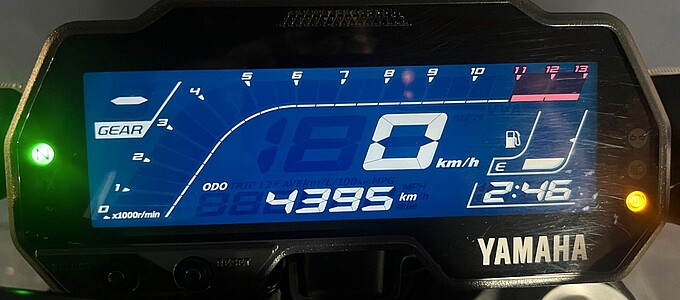 5 6 7 8 9 10 11 12 13
4
GEAR 3
N
2
1
0 x1000r/min
0 km/h
E
ODO 4395 km
2:46
YAMAHA